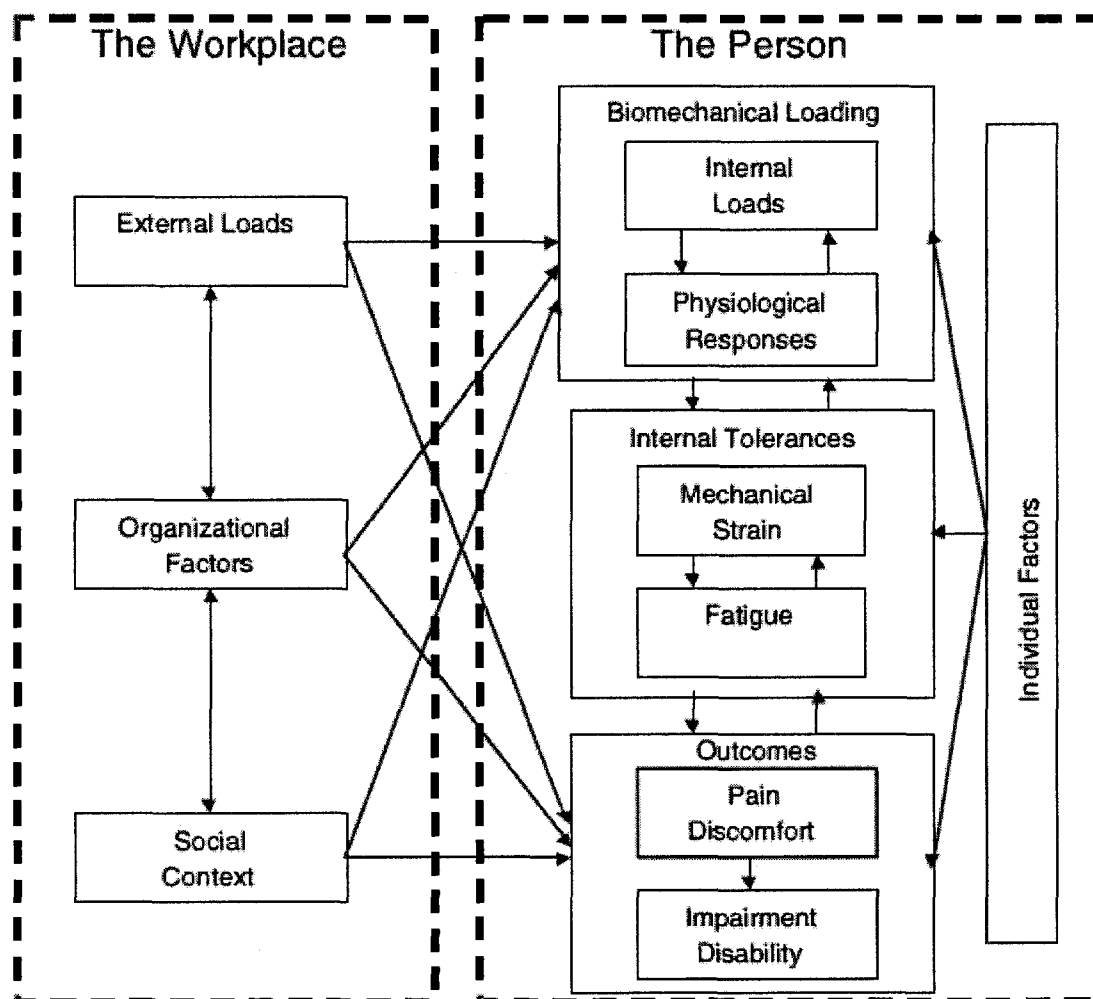 The Workplace
External Loads
Organizational
Factors
Social
Context
The Person
Biomechanical Loading
Internal
Loads
Physiological
Responses
Internal Tolerances
Mechanical
Strain
Fatigue
Outcomes
Pain
Discomfort
Impairment
Disability
Individual Factors